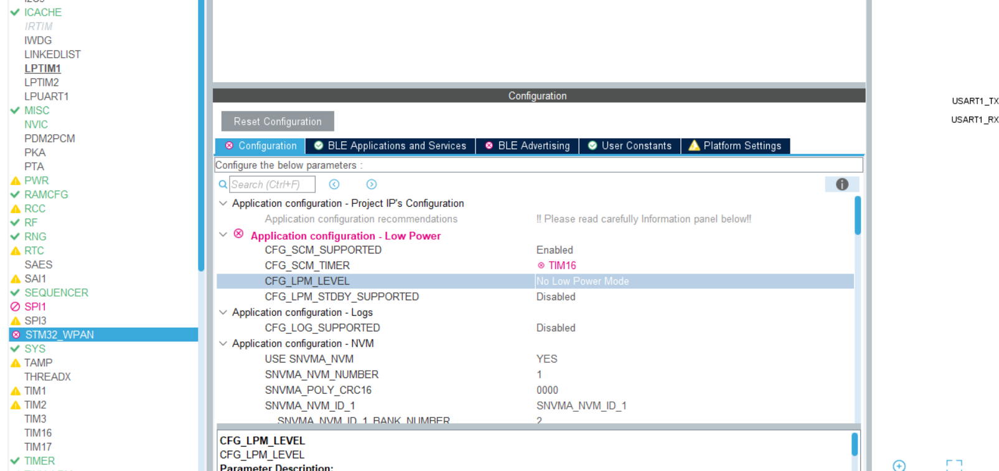 ICACHE
IRTIM
IWDG
LINKEDLIST
LPTIM1
LPTIM2
LPUART1
MISC
NVIC
PDM2PCM
PKA
PTA
PWR
RAMCFG
RCC
RF
RNG
RTC
SAES
SAI1
SEQUENCER
SPI1
SPI3
STM32_WPAN
SYS
TAMP
THREADX
TIM1
TIM2
TIM3
TIM16
TIM17
TIMER
Configuration
Reset Configuration
Configuration BLE Applications and Services BLE Advertising User Constants Platform Settings
Configure the below parameters :
Search (Ctrl+F)
Application configuration - Project IP's Configuration
Application configuration recommendations !! Please read carefully Information panel below!!
Application configuration - Low Power
CFG_SCM_SUPPORTED Enabled
CFG_SCM_TIMER TIM16
CFG_LPM_LEVEL No Low Power Mode
CFG_LPM_STDBY_SUPPORTED Disabled
Application configuration - Logs
CFG_LOG_SUPPORTED Disabled
Application configuration - NVM
USE SNVMA_NVM YES
SNVMA_NVM_NUMBER 1
SNVMA_POLY_CRC16 0000
SNVMA_NVM_ID_1 SNVMA_NVM_ID_1
SNVMA_NVM_ID_1_BANK_NUMBER 2
CFG_LPM_LEVEL
CFG_LPM_LEVEL
Parameter Description:
USART1_TX
USART1_RX